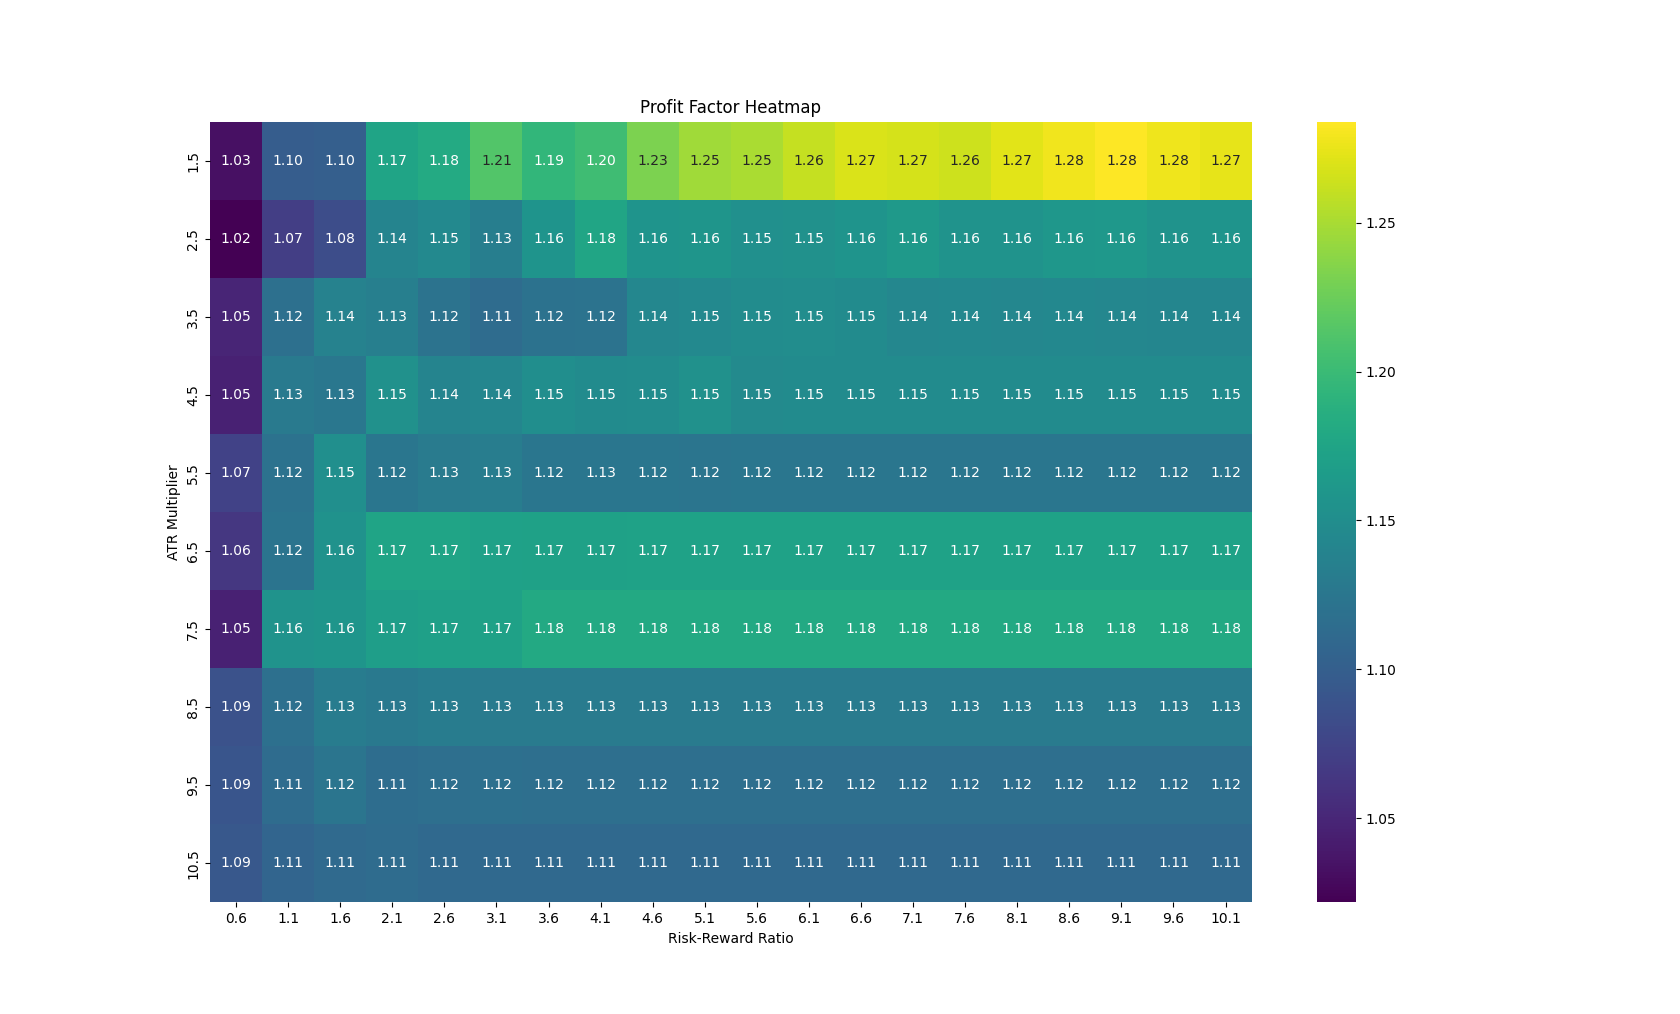 Profit Factor Heatmap
1.5 1.03 1.10 1.10 1.17 1.18 1.21 1.19 1.20 1.23 1.25 1.25 1.26 1.27 1.27 1.26 1.27 1.28 1.28 1.28 1.27
2.5 1.02 1.07 1.08 1.14 1.15 1.13 1.16 1.18 1.16 1.16 1.15 1.15 1.16 1.16 1.16 1.16 1.16 1.16 1.16 1.16
3.5 1.05 1.12 1.14 1.13 1.12 1.11 1.12 1.12 1.14 1.15 1.15 1.15 1.15 1.14 1.14 1.14 1.14 1.14 1.14 1.14
4.5 1.05 1.13 1.13 1.15 1.14 1.14 1.15 1.15 1.15 1.15 1.15 1.15 1.15 1.15 1.15 1.15 1.15 1.15 1.15 1.15
5.5 1.07 1.12 1.15 1.12 1.13 1.13 1.12 1.13 1.12 1.12 1.12 1.12 1.12 1.12 1.12 1.12 1.12 1.12 1.12 1.12
6.5 1.06 1.12 1.16 1.17 1.17 1.17 1.17 1.17 1.17 1.17 1.17 1.17 1.17 1.17 1.17 1.17 1.17 1.17 1.17 1.17
7.5 1.05 1.16 1.16 1.17 1.17 1.17 1.18 1.18 1.18 1.18 1.18 1.18 1.18 1.18 1.18 1.18 1.18 1.18 1.18 1.18
8.5 1.09 1.12 1.13 1.13 1.13 1.13 1.13 1.13 1.13 1.13 1.13 1.13 1.13 1.13 1.13 1.13 1.13 1.13 1.13 1.13
9.5 1.09 1.11 1.12 1.11 1.12 1.12 1.12 1.12 1.12 1.12 1.12 1.12 1.12 1.12 1.12 1.12 1.12 1.12 1.12 1.12
10.5 1.09 1.11 1.11 1.11 1.11 1.11 1.11 1.11 1.11 1.11 1.11 1.11 1.11 1.11 1.11 1.11 1.11 1.11 1.11 1.11
0.6 1.1 1.6 2.1 2.6 3.1 3.6 4.1 4.6 5.1 5.6 6.1 6.6 7.1 7.6 8.1 8.6 9.1 9.6 10.1
Risk-Reward Ratio
ATR Multiplier
1.25
1.20
1.15
1.10
1.05